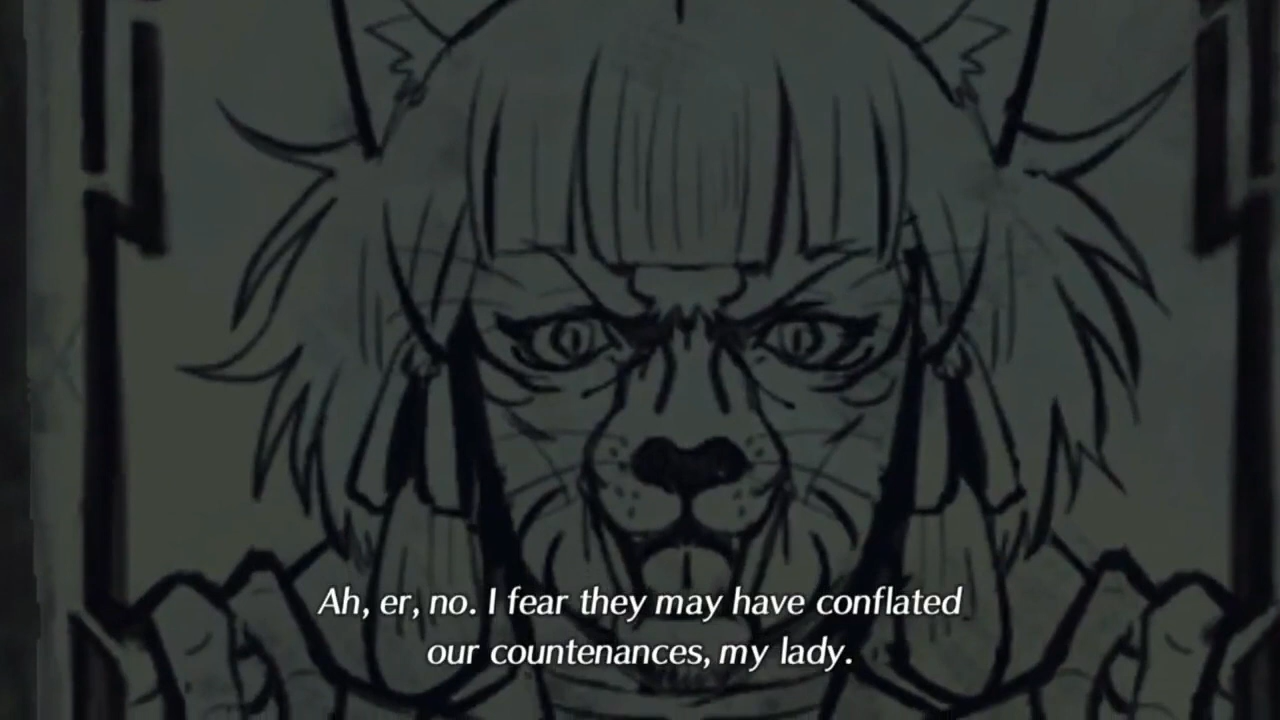 Ah, er, no. I fear they may have conflated
our countenances, my lady.